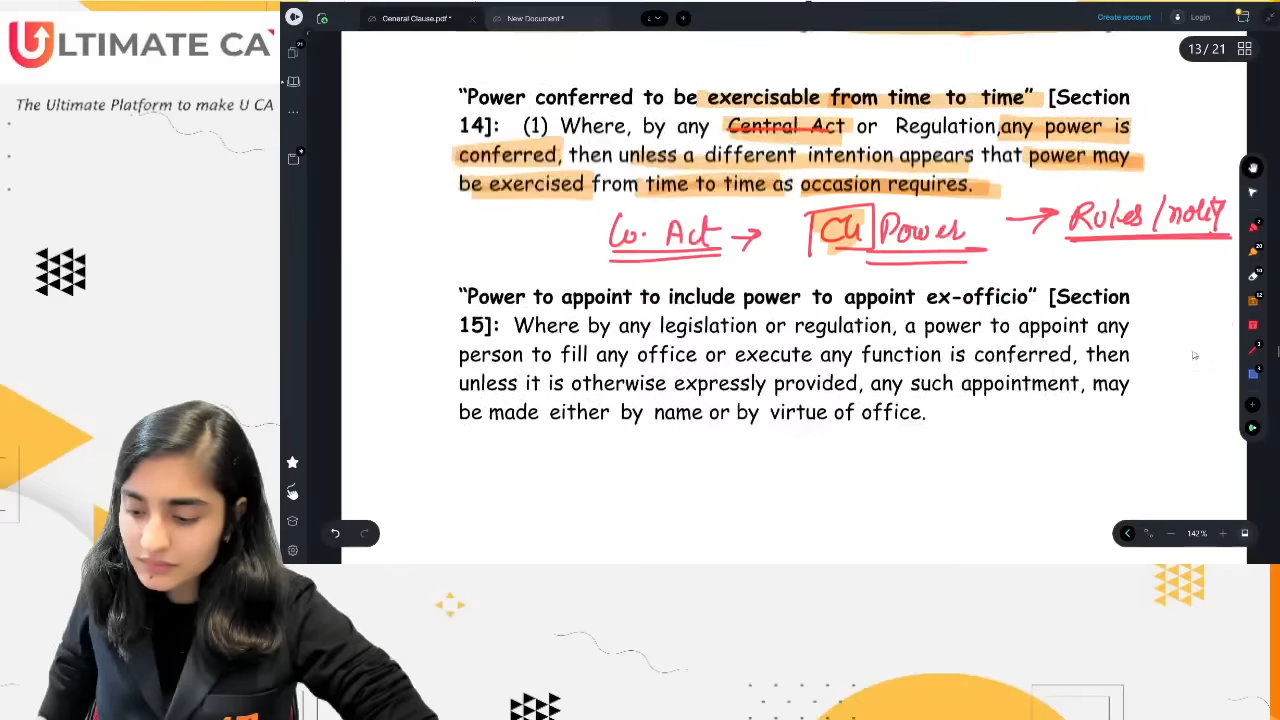 General Clause.pdf *
New Document*
Create account
Login
ULTIMATE CA
The Ultimate Platform to make U CA
13 / 21
"Power conferred to be exercisable from time to time" [Section
14]: (1) Where, by any Central Act or Regulation, any power is
conferred, then unless a different intention appears that power may
be exercised from time to time as occasion requires.
Co. Act → CG Power → Rules/notif
"Power to appoint to include power to appoint ex-officio" [Section
15]: Where by any legislation or regulation, a power to appoint any
person to fill any office or execute any function is conferred, then
unless it is otherwise expressly provided, any such appointment, may
be made either by name or by virtue of office.
142%